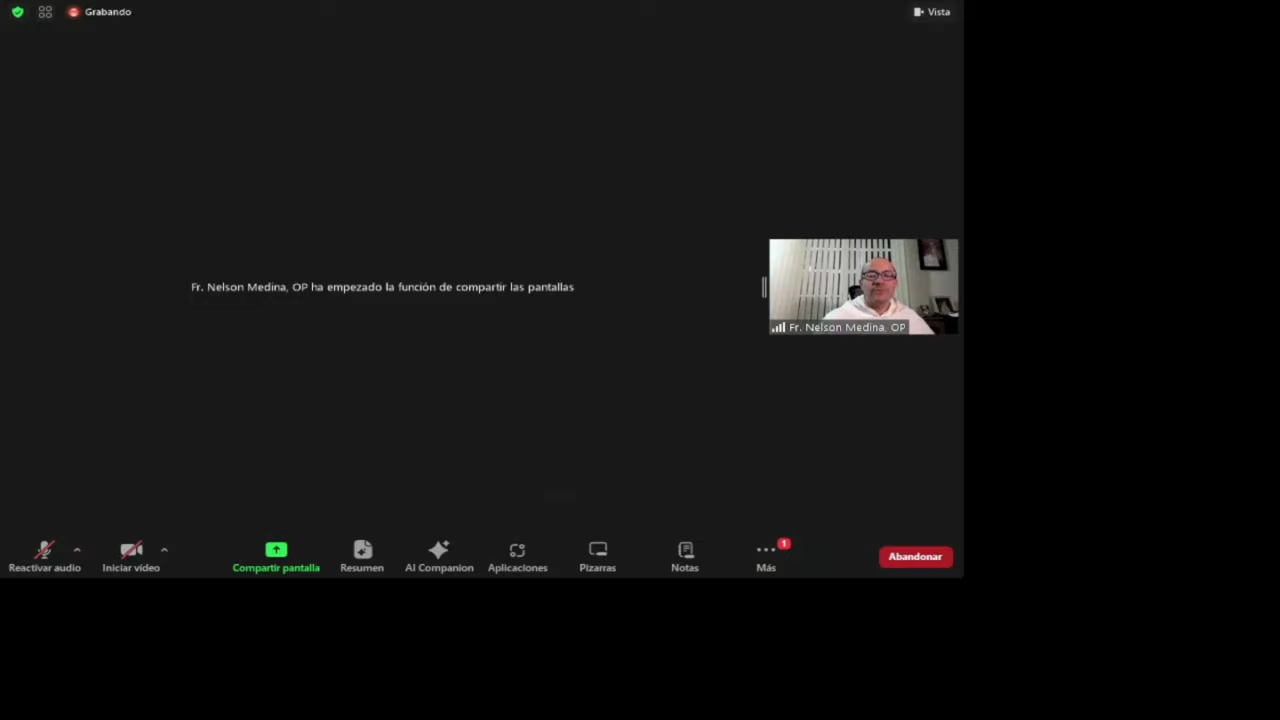 Grabando
Vista
Fr. Nelson Medina, OP ha empezado la función de compartir las pantallas
Fr. Nelson Medina, OP
1
Reactivar audio
Iniciar vídeo
Compartir pantalla
Resumen
AI Companion
Aplicaciones
Pizarras
Notas
Más
Abandonar